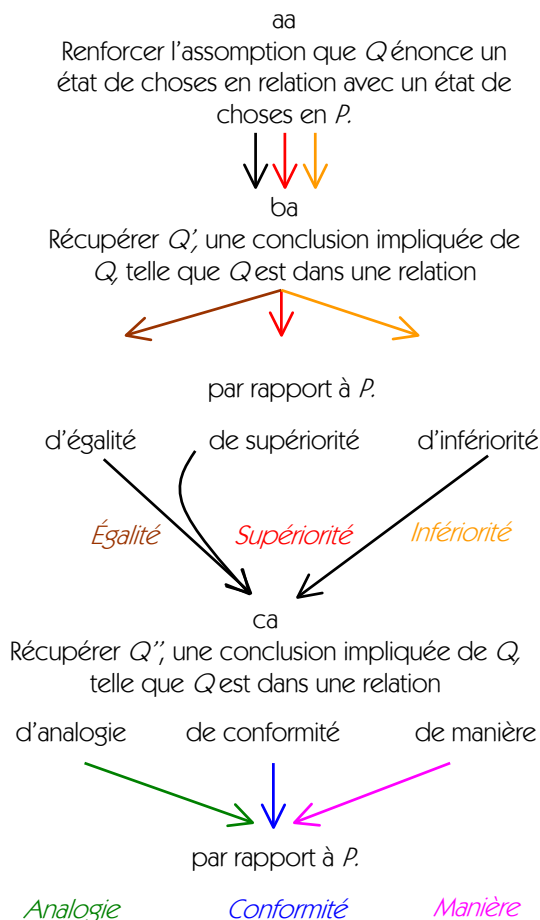 aa
Renforcer l’assomption que Q énonce un
état de choses en relation avec un état de
choses en P.
ba
Récupérer Q’, une conclusion impliquée de
Q, telle que Q est dans une relation
par rapport à P.
d’égalité de supériorité d’infériorité
Égalité Supériorité Infériorité
ca
Récupérer Q’’, une conclusion impliquée de Q,
telle que Q est dans une relation
d’analogie de conformité de manière
par rapport à P.
Analogie Conformité Manière